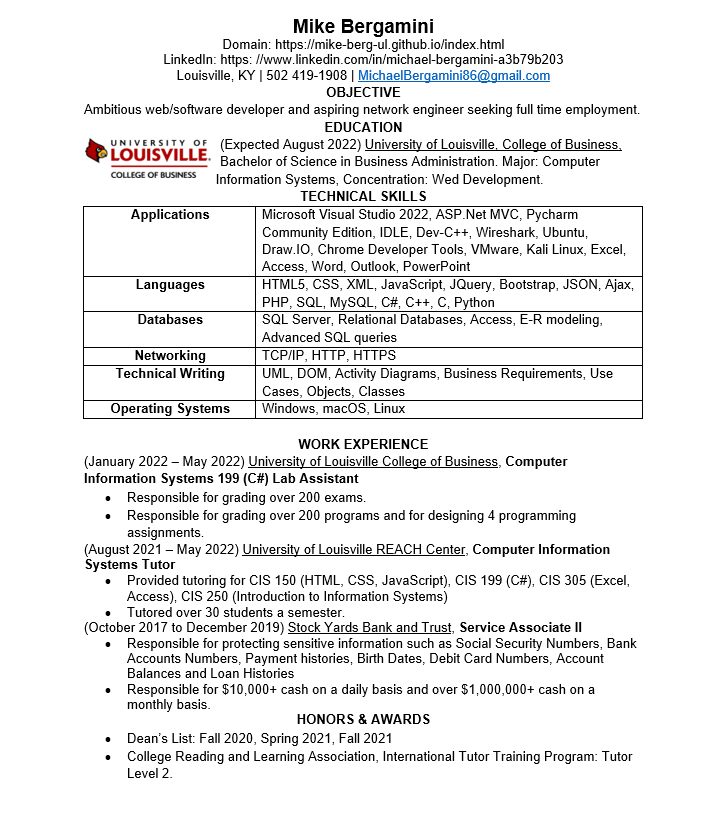 Mike Bergamini
Domain: https://mike-berg-ul.github.io/index.html
LinkedIn: https: //www.linkedin.com/in/michael-bergamini-a3b79b203
Louisville, KY | 502 419-1908 | MichaelBergamini86@gmail.com
OBJECTIVE
Ambitious web/software developer and aspiring network engineer seeking full time employment.
EDUCATION
UNIVERSITY OF
LOUISVILLE.
COLLEGE OF BUSINESS
(Expected August 2022) University of Louisville, College of Business,
Bachelor of Science in Business Administration. Major: Computer
Information Systems, Concentration: Wed Development.
TECHNICAL SKILLS
Applications
Microsoft Visual Studio 2022, ASP.Net MVC, Pycharm
Community Edition, IDLE, Dev-C++, Wireshark, Ubuntu,
Draw.IO, Chrome Developer Tools, VMware, Kali Linux, Excel,
Access, Word, Outlook, PowerPoint
Languages
HTML5, CSS, XML, JavaScript, JQuery, Bootstrap, JSON, Ajax,
PHP, SQL, MySQL, C#, C++, C, Python
Databases
SQL Server, Relational Databases, Access, E-R modeling,
Advanced SQL queries
Networking
TCP/IP, HTTP, HTTPS
Technical Writing
UML, DOM, Activity Diagrams, Business Requirements, Use
Cases, Objects, Classes
Operating Systems
Windows, macOS, Linux
WORK EXPERIENCE
(January 2022 – May 2022) University of Louisville College of Business, Computer
Information Systems 199 (C#) Lab Assistant
• Responsible for grading over 200 exams.
• Responsible for grading over 200 programs and for designing 4 programming
assignments.
(August 2021 – May 2022) University of Louisville REACH Center, Computer Information
Systems Tutor
• Provided tutoring for CIS 150 (HTML, CSS, JavaScript), CIS 199 (C#), CIS 305 (Excel,
Access), CIS 250 (Introduction to Information Systems)
• Tutored over 30 students a semester.
(October 2017 to December 2019) Stock Yards Bank and Trust, Service Associate II
• Responsible for protecting sensitive information such as Social Security Numbers, Bank
Accounts Numbers, Payment histories, Birth Dates, Debit Card Numbers, Account
Balances and Loan Histories
• Responsible for $10,000+ cash on a daily basis and over $1,000,000+ cash on a
monthly basis.
HONORS & AWARDS
• Dean’s List: Fall 2020, Spring 2021, Fall 2021
• College Reading and Learning Association, International Tutor Training Program: Tutor
Level 2.